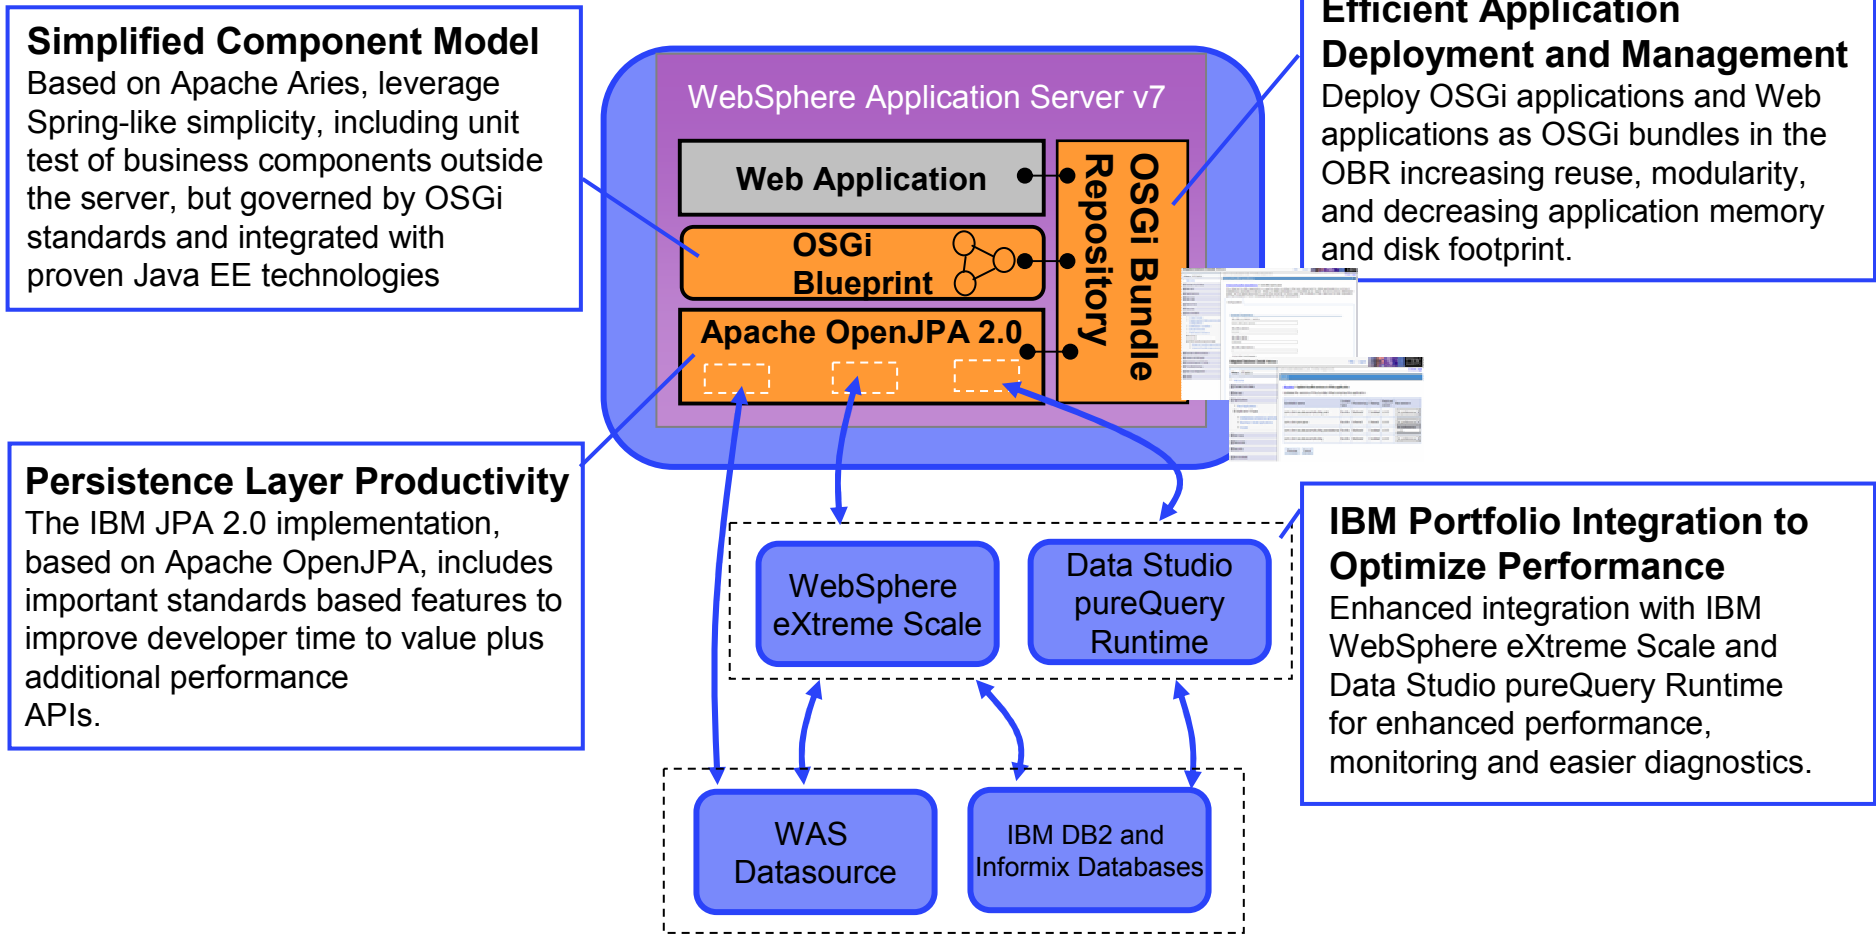 Simplified Component Model
Based on Apache Aries, leverage
Spring-like simplicity, including unit
test of business components outside
the server, but governed by OSGi
standards and integrated with
proven Java EE technologies
WebSphere Application Server v7
Web Application
OSGi
Blueprint
Apache OpenJPA 2.0
OSGi Bundle
Repository
Efficient Application
Deployment and Management
Deploy OSGi applications and Web
applications as OSGi bundles in the
OBR increasing reuse, modularity,
and decreasing application memory
and disk footprint.
Persistence Layer Productivity
The IBM JPA 2.0 implementation,
based on Apache OpenJPA, includes
important standards based features to
improve developer time to value plus
additional performance
APIs.
WebSphere
eXtreme Scale
Data Studio
pureQuery
Runtime
IBM Portfolio Integration to
Optimize Performance
Enhanced integration with IBM
WebSphere eXtreme Scale and
Data Studio pureQuery Runtime
for enhanced performance,
monitoring and easier diagnostics.
WAS
Datasource
IBM DB2 and
Informix Databases